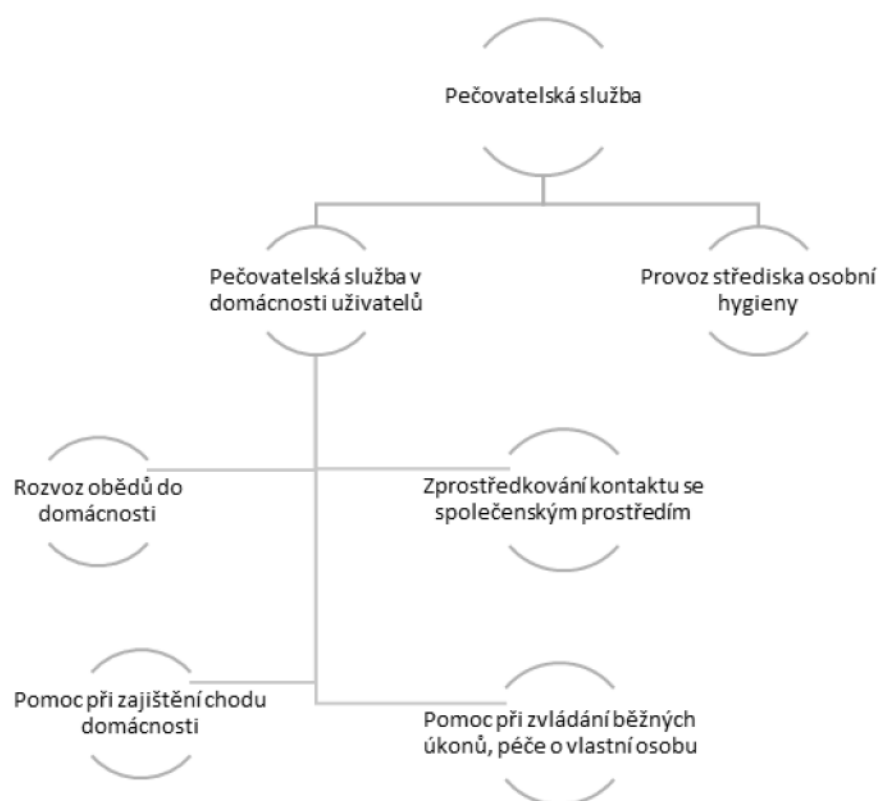 Pečovatelská služba
Pečovatelská služba v
domácnosti uživatelů
Provoz střediska osobní
hygieny
Rozvoz obědů do
domácnosti
Zprostředkování kontaktu se
společenským prostředím
Pomoc při zajištění chodu
domácnosti
Pomoc při zvládání běžných
úkonů, péče o vlastní osobu